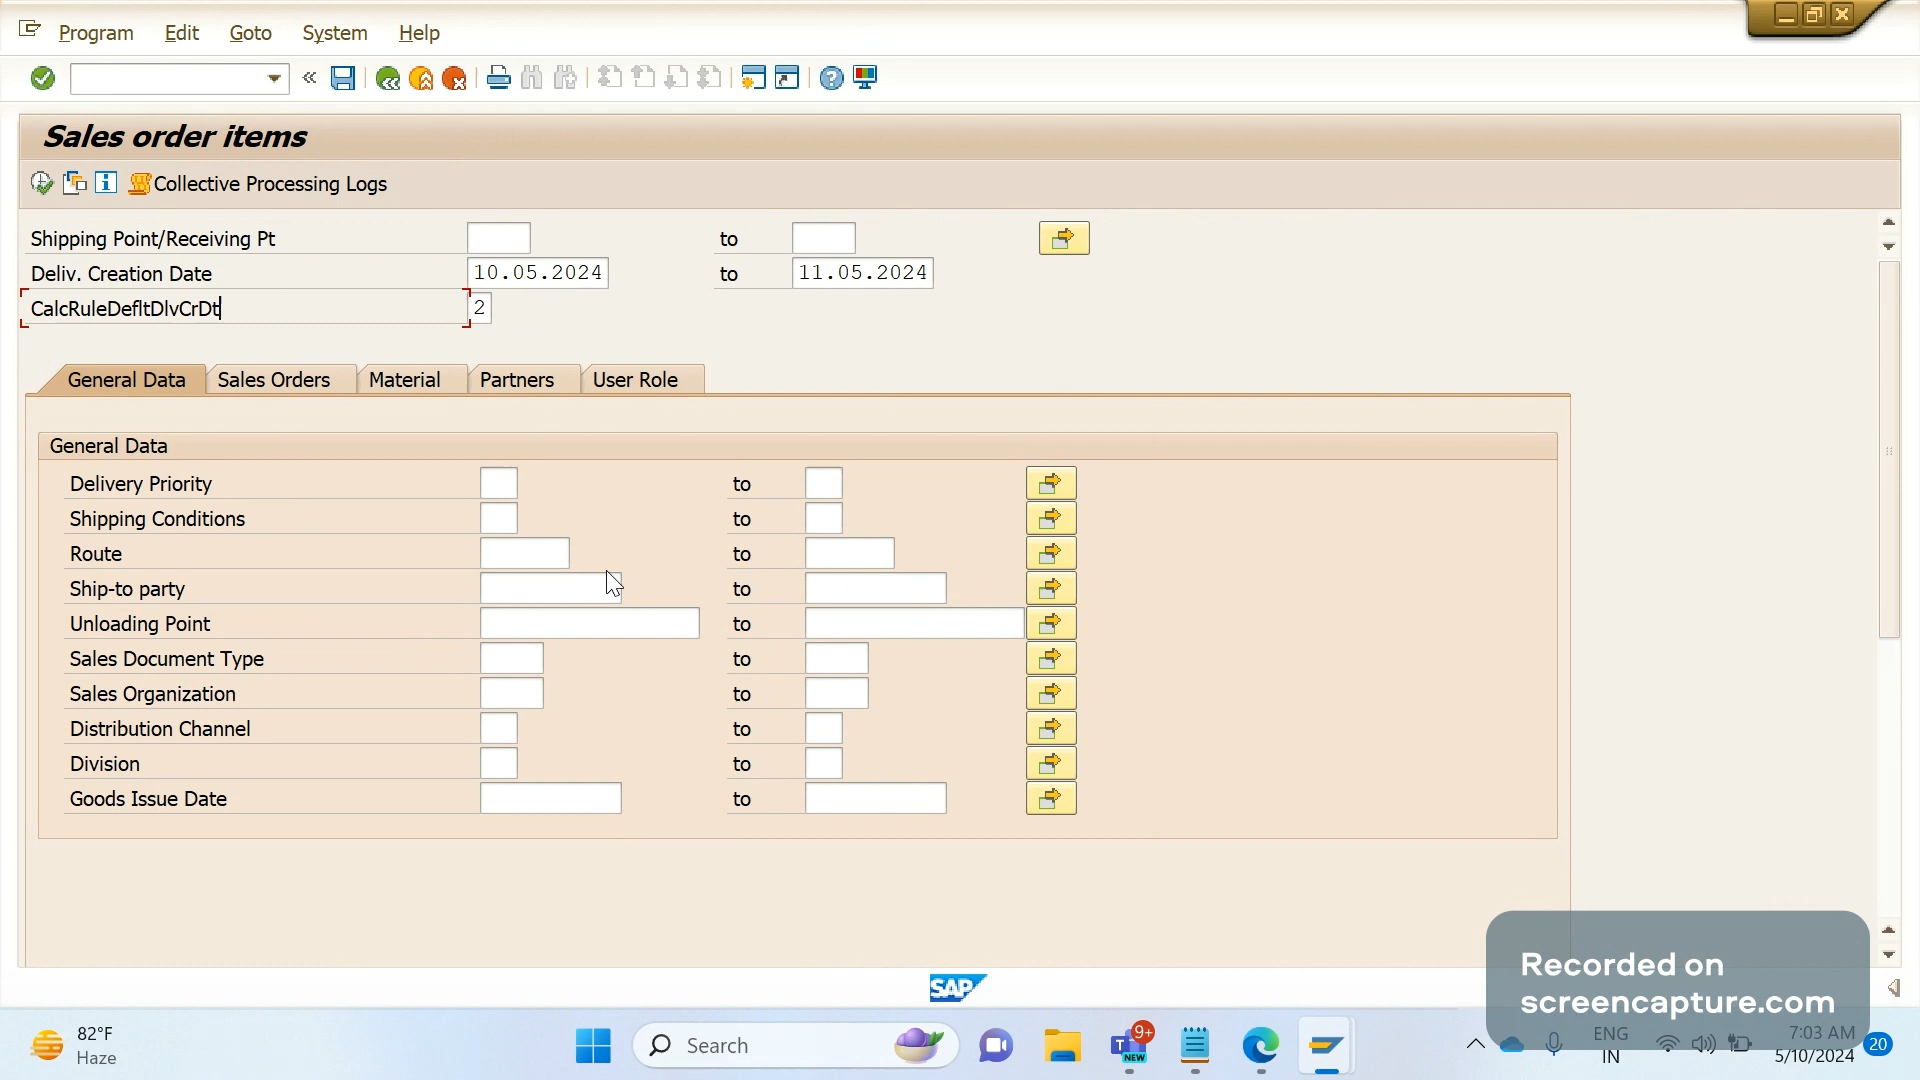 Program Edit Goto System Help
Sales order items
Collective Processing Logs
Shipping Point/Receiving Pt to
Deliv. Creation Date 10.05.2024 to 11.05.2024
CalcRuleDefltDlvCrDt 2
General Data Sales Orders Material Partners User Role
General Data
Delivery Priority to
Shipping Conditions to
Route to
Ship-to party to
Unloading Point to
Sales Document Type to
Sales Organization to
Distribution Channel to
Division to
Goods Issue Date to
SAP
Recorded on
screencapture.com
82°F
Haze
Search
9+
NEW
ENG
IN
7:03 AM
5/10/2024
20